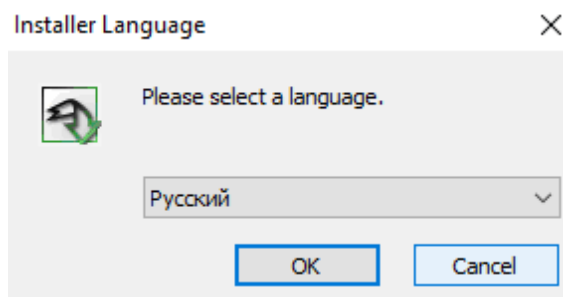 Installer Language
Please select a language.
Русский
OK
Cancel